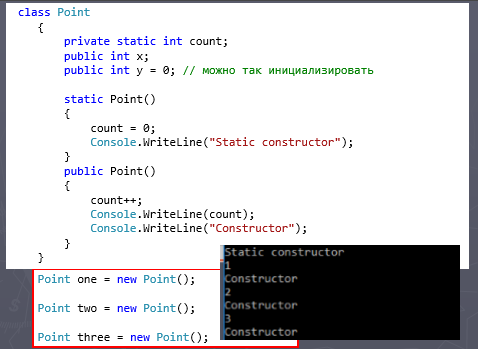 class Point
{
private static int count;
public int x;
public int y = 0; // можно так инициализировать
static Point()
{
count = 0;
Console.WriteLine("Static constructor");
}
public Point()
{
count++;
Console.WriteLine(count);
Console.WriteLine("Constructor");
}
}
Point one = new Point();
Point two = new Point();
Point three = new Point();
Static constructor
1
Constructor
2
Constructor
3
Constructor